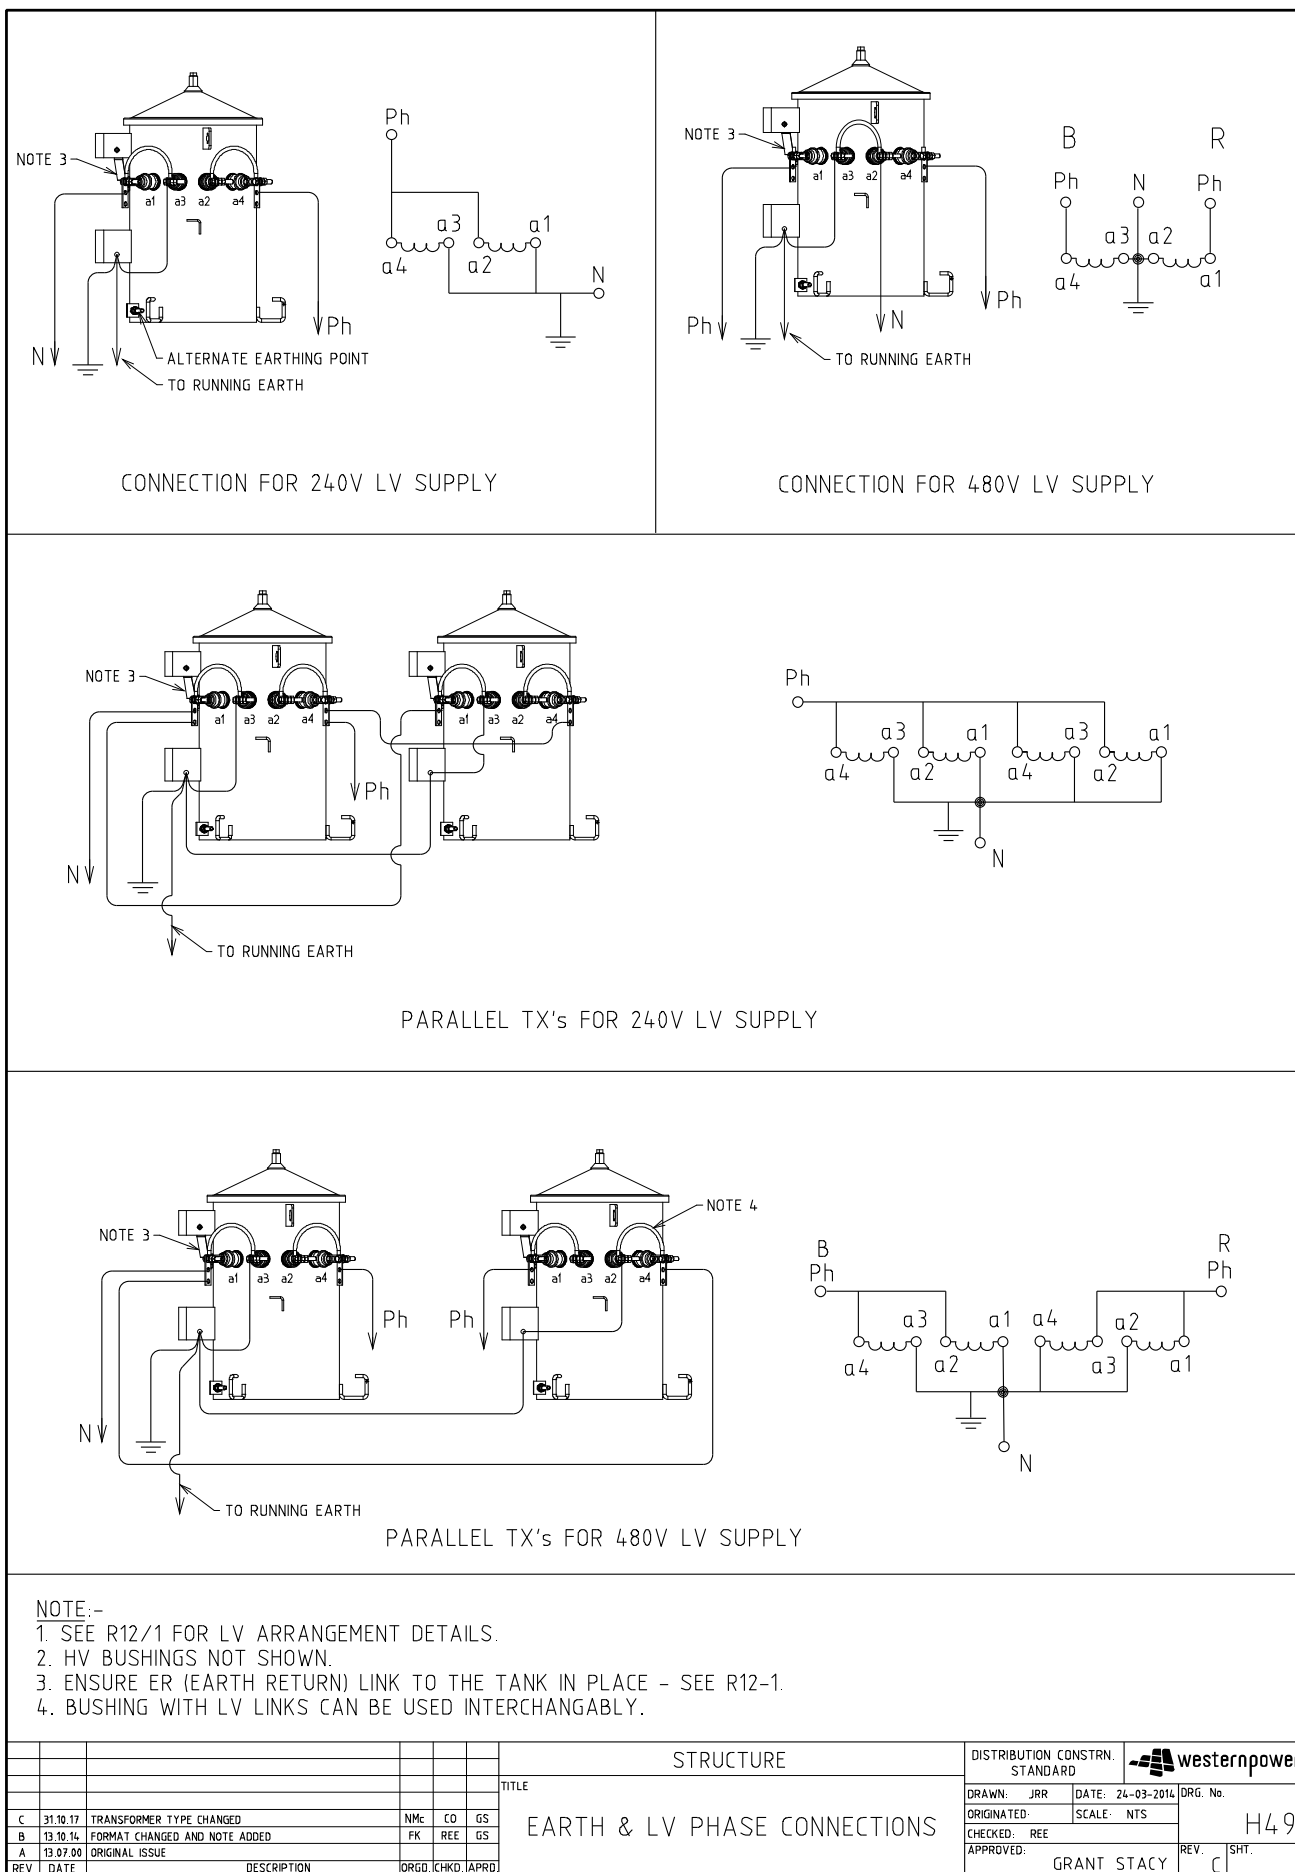 NOTE 3
a1 a3 a2 a4
N
Ph
ALTERNATE EARTHING POINT
TO RUNNING EARTH
Ph
a3 a1
a4 a2
N
CONNECTION FOR 240V LV SUPPLY
NOTE 3
a1 a3 a2 a4
Ph
N
Ph
TO RUNNING EARTH
B R
Ph N Ph
a3 a2
a4 a1
CONNECTION FOR 480V LV SUPPLY
NOTE 3
a1 a3 a2 a4
a1 a3 a2 a4
Ph
N
TO RUNNING EARTH
Ph
a3 a1 a3 a1
a4 a2 a4 a2
N
PARALLEL TX's FOR 240V LV SUPPLY
NOTE 3
NOTE 4
a1 a3 a2 a4
a1 a3 a2 a4
Ph
Ph
N
TO RUNNING EARTH
B R
Ph Ph
a3 a1 a4 a2
a4 a2 a3 a1
N
PARALLEL TX's FOR 480V LV SUPPLY
NOTE:-
1. SEE R12/1 FOR LV ARRANGEMENT DETAILS.
2. HV BUSHINGS NOT SHOWN.
3. ENSURE ER (EARTH RETURN) LINK TO THE TANK IN PLACE - SEE R12-1.
4. BUSHING WITH LV LINKS CAN BE USED INTERCHANGABLY.
C 31.10.17 TRANSFORMER TYPE CHANGED NMc CO GS
B 13.10.14 FORMAT CHANGED AND NOTE ADDED FK REE GS
A 13.07.00 ORIGINAL ISSUE
REV DATE DESCRIPTION ORGD. CHKD. APRD.
STRUCTURE
TITLE
EARTH & LV PHASE CONNECTIONS
DISTRIBUTION CONSTRN.
STANDARD
westernpower
DRAWN: JRR DATE: 24-03-2014 DRG. No.
ORIGINATED: SCALE: NTS
H49
CHECKED: REE
APPROVED: GRANT STACY
REV. C SHT.